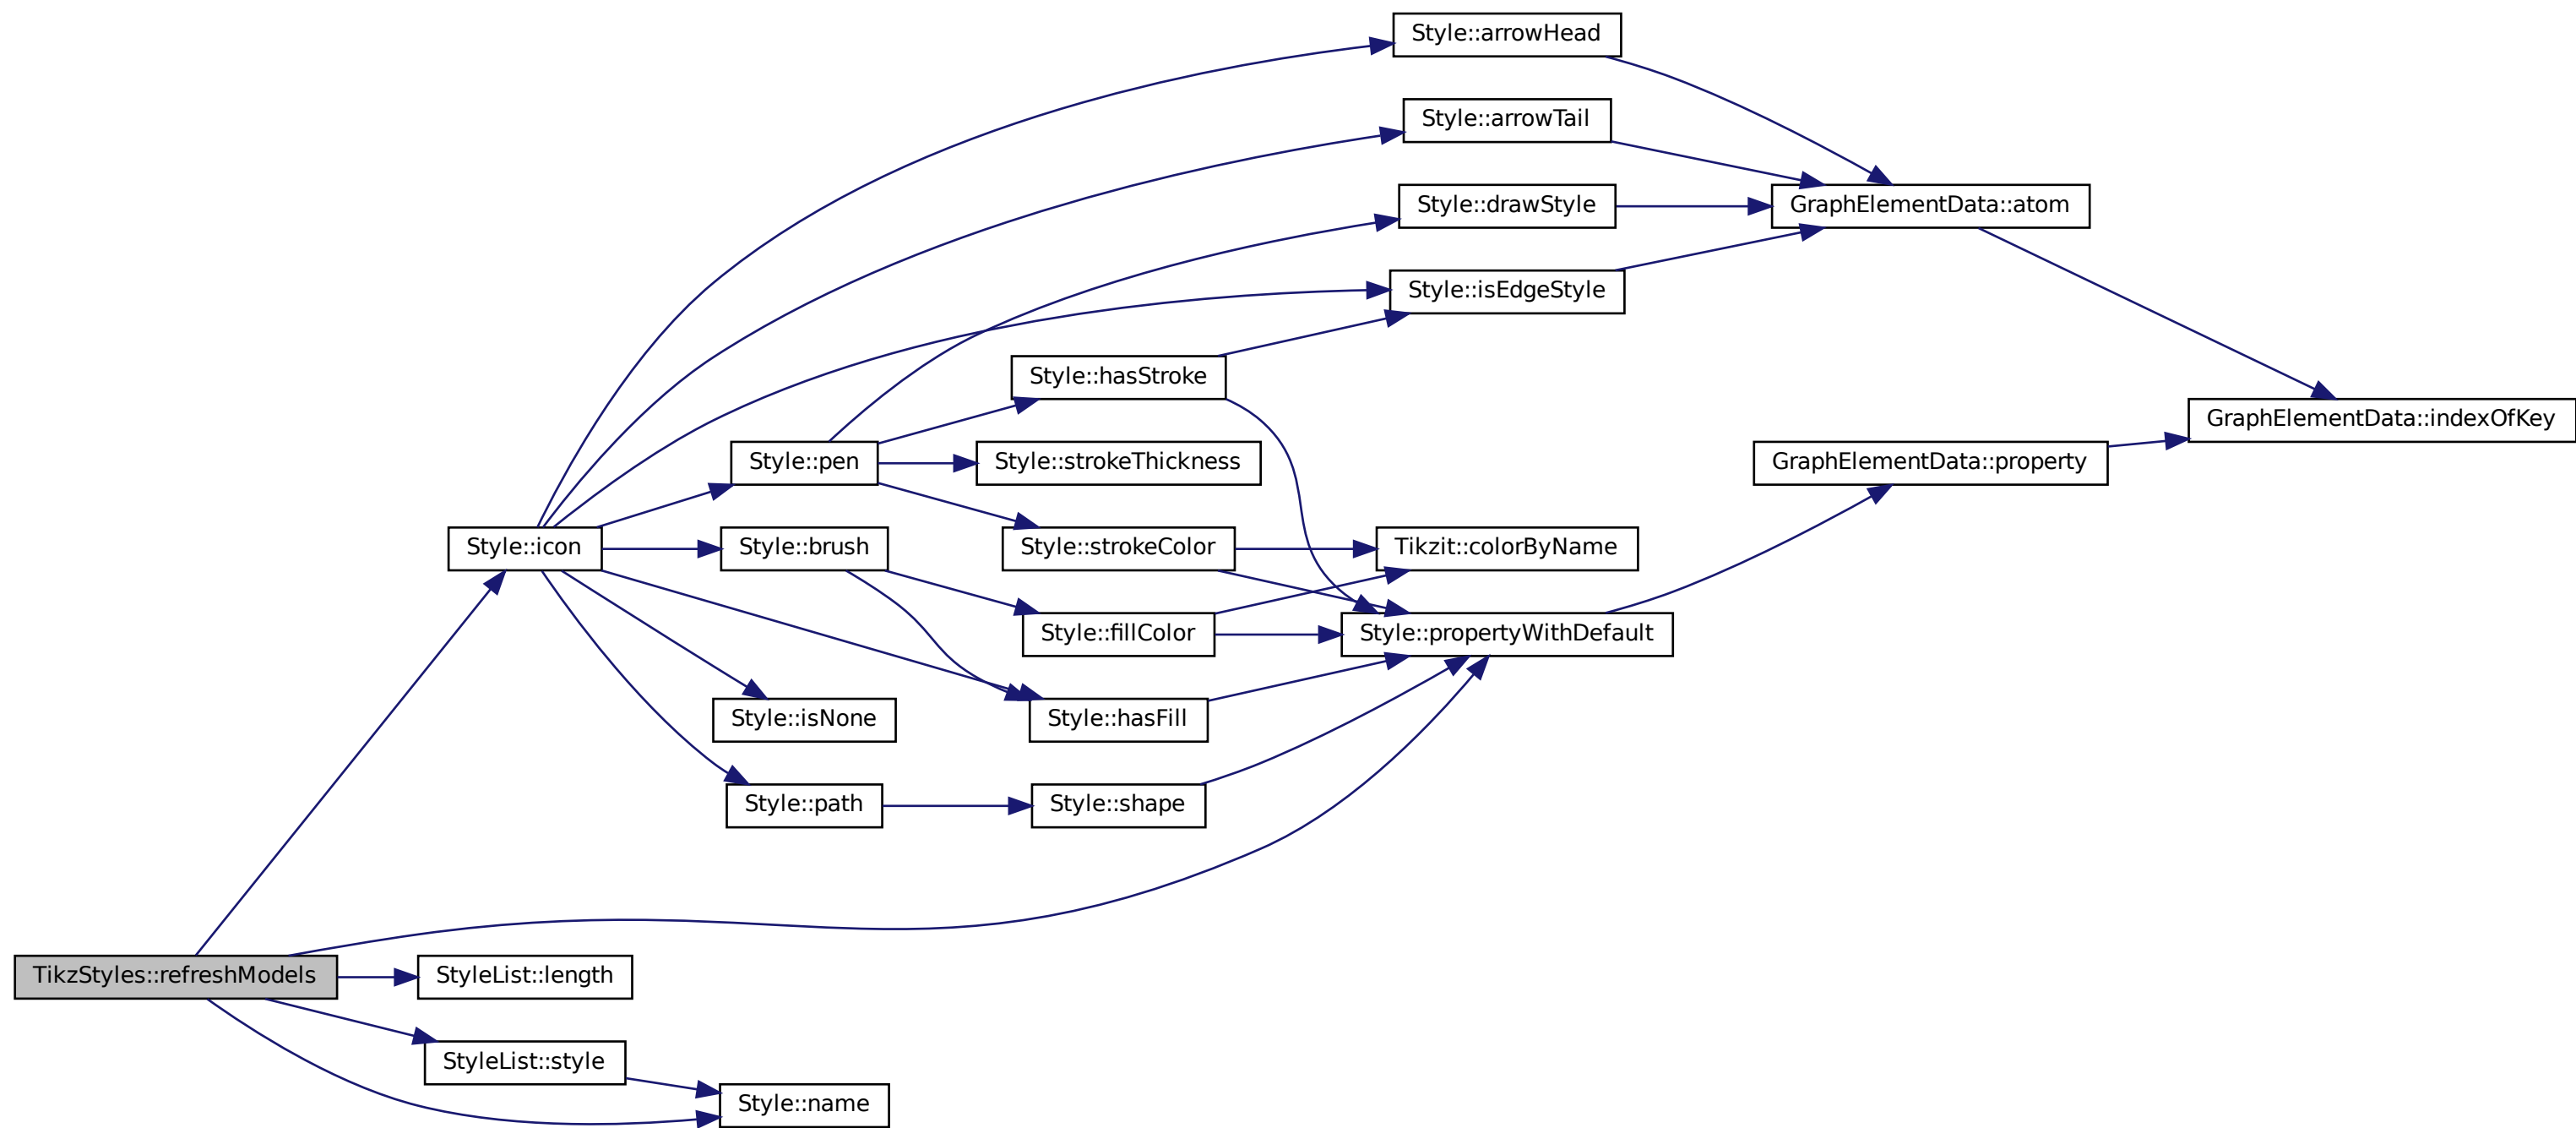 Style::arrowHead
Style::arrowTail
Style::drawStyle
GraphElementData::atom
Style::isEdgeStyle
Style::hasStroke
GraphElementData::indexOfKey
Style::pen
Style::strokeThickness
GraphElementData::property
Style::icon
Style::brush
Style::strokeColor
Tikzit::colorByName
Style::fillColor
Style::propertyWithDefault
Style::isNone
Style::hasFill
Style::path
Style::shape
TikzStyles::refreshModels
StyleList::length
StyleList::style
Style::name